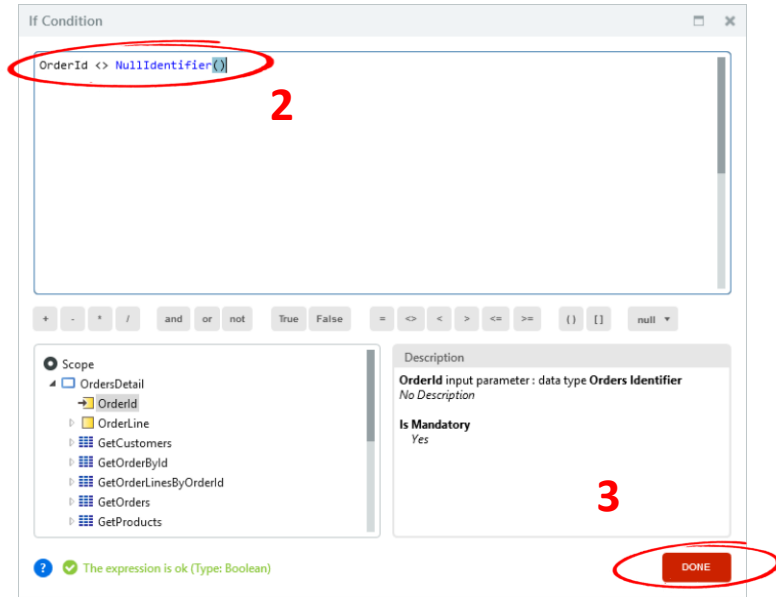 If Condition
OrderId <> NullIdentifier()
2
+ - * / and or not True False = <> < > <= >= () [] null
Scope
OrdersDetail
OrderId
OrderLine
GetCustomers
GetOrderById
GetOrderLinesByOrderId
GetOrders
GetProducts
Description
OrderId input parameter : data type Orders Identifier
No Description
Is Mandatory
Yes
3
? The expression is ok (Type: Boolean)
DONE